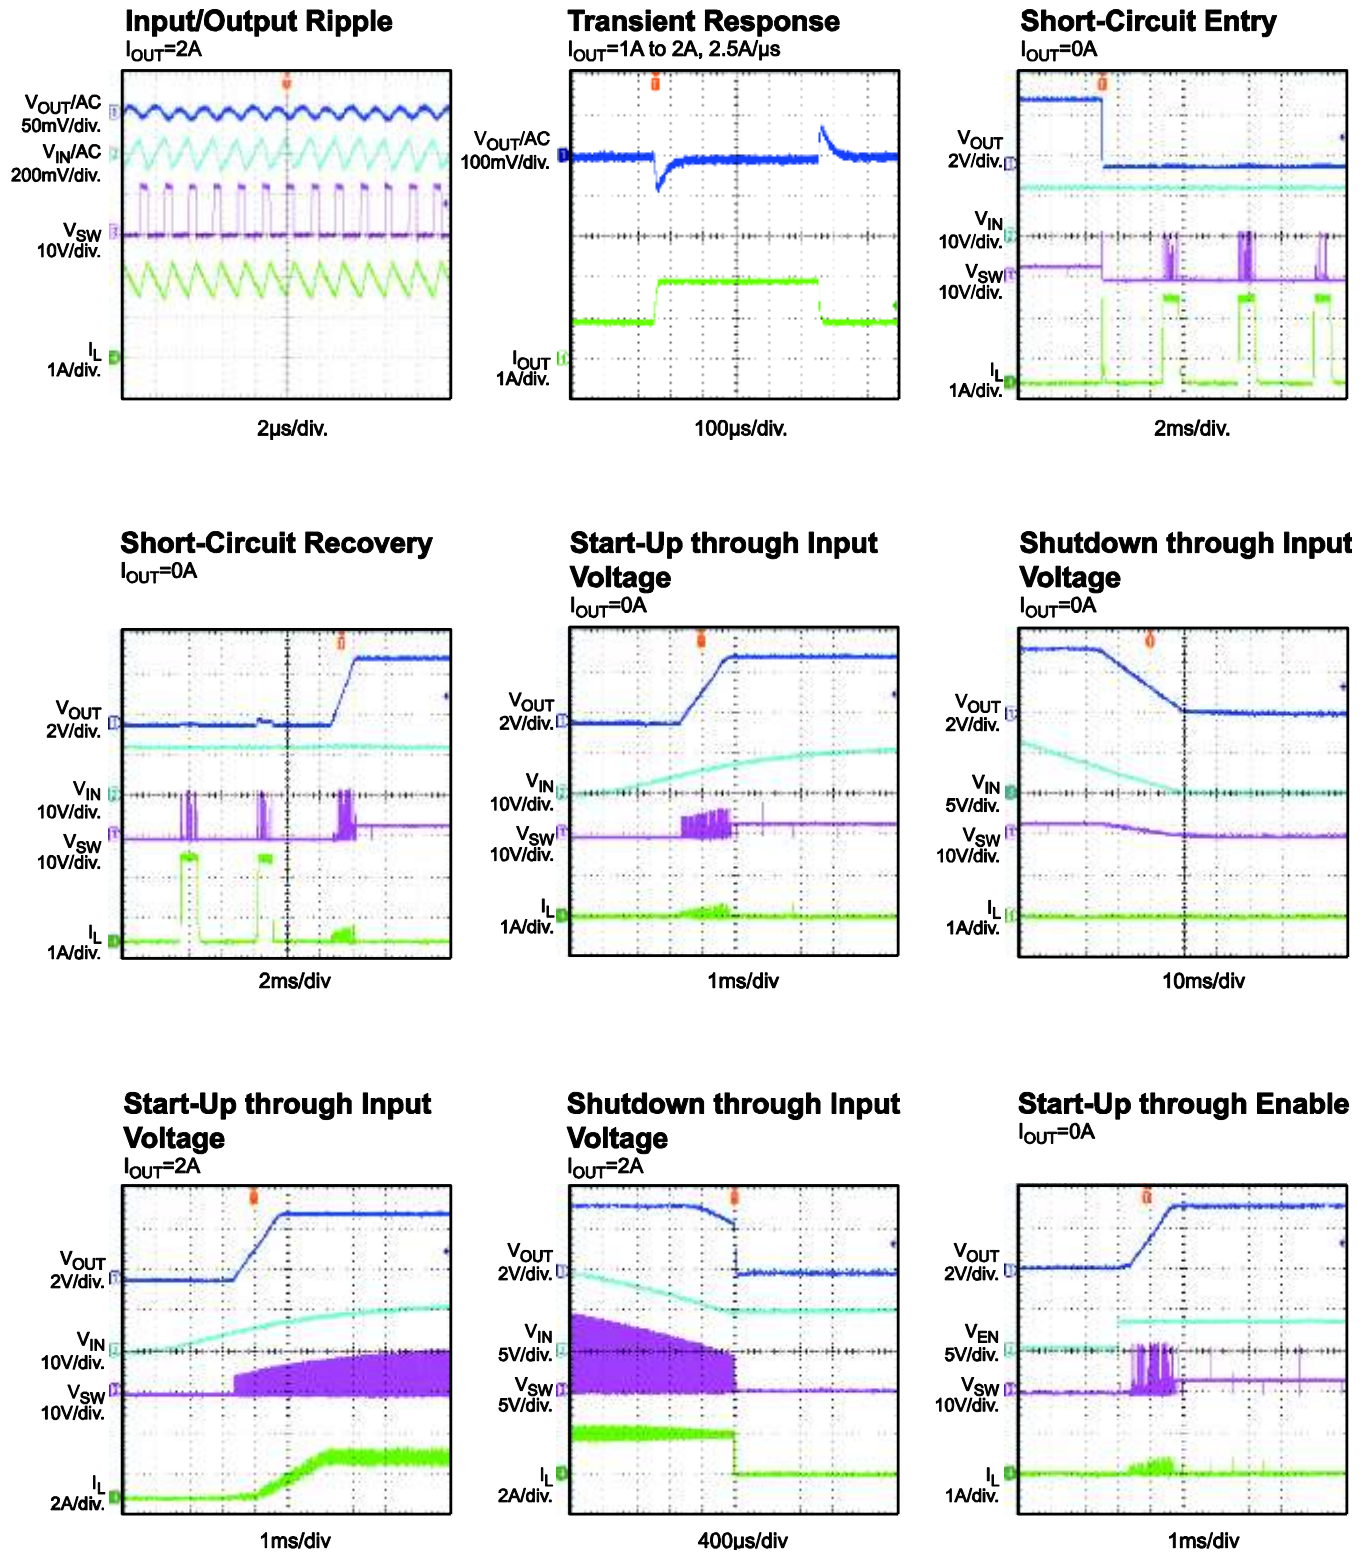 Input/Output Ripple
IOUT=2A
VOUT/AC
50mV/div.
VIN/AC
200mV/div.
VSW
10V/div.
IL
1A/div.
2µs/div.
Transient Response
IOUT=1A to 2A, 2.5A/µs
VOUT/AC
100mV/div.
IOUT
1A/div.
100µs/div.
Short-Circuit Entry
IOUT=0A
VOUT
2V/div.
VIN
10V/div.
VSW
10V/div.
IL
1A/div.
2ms/div.
Short-Circuit Recovery
IOUT=0A
VOUT
2V/div.
VIN
10V/div.
VSW
10V/div.
IL
1A/div.
2ms/div
Start-Up through Input
Voltage
IOUT=0A
VOUT
2V/div.
VIN
10V/div.
VSW
10V/div.
IL
1A/div.
1ms/div
Shutdown through Input
Voltage
IOUT=0A
VOUT
2V/div.
VIN
5V/div.
VSW
10V/div.
IL
1A/div.
10ms/div
Start-Up through Input
Voltage
IOUT=2A
VOUT
2V/div.
VIN
10V/div.
VSW
10V/div.
IL
2A/div.
1ms/div
Shutdown through Input
Voltage
IOUT=2A
VOUT
2V/div.
VIN
5V/div.
VSW
5V/div.
IL
2A/div.
400µs/div
Start-Up through Enable
IOUT=0A
VOUT
2V/div.
VEN
5V/div.
VSW
10V/div.
IL
1A/div.
1ms/div